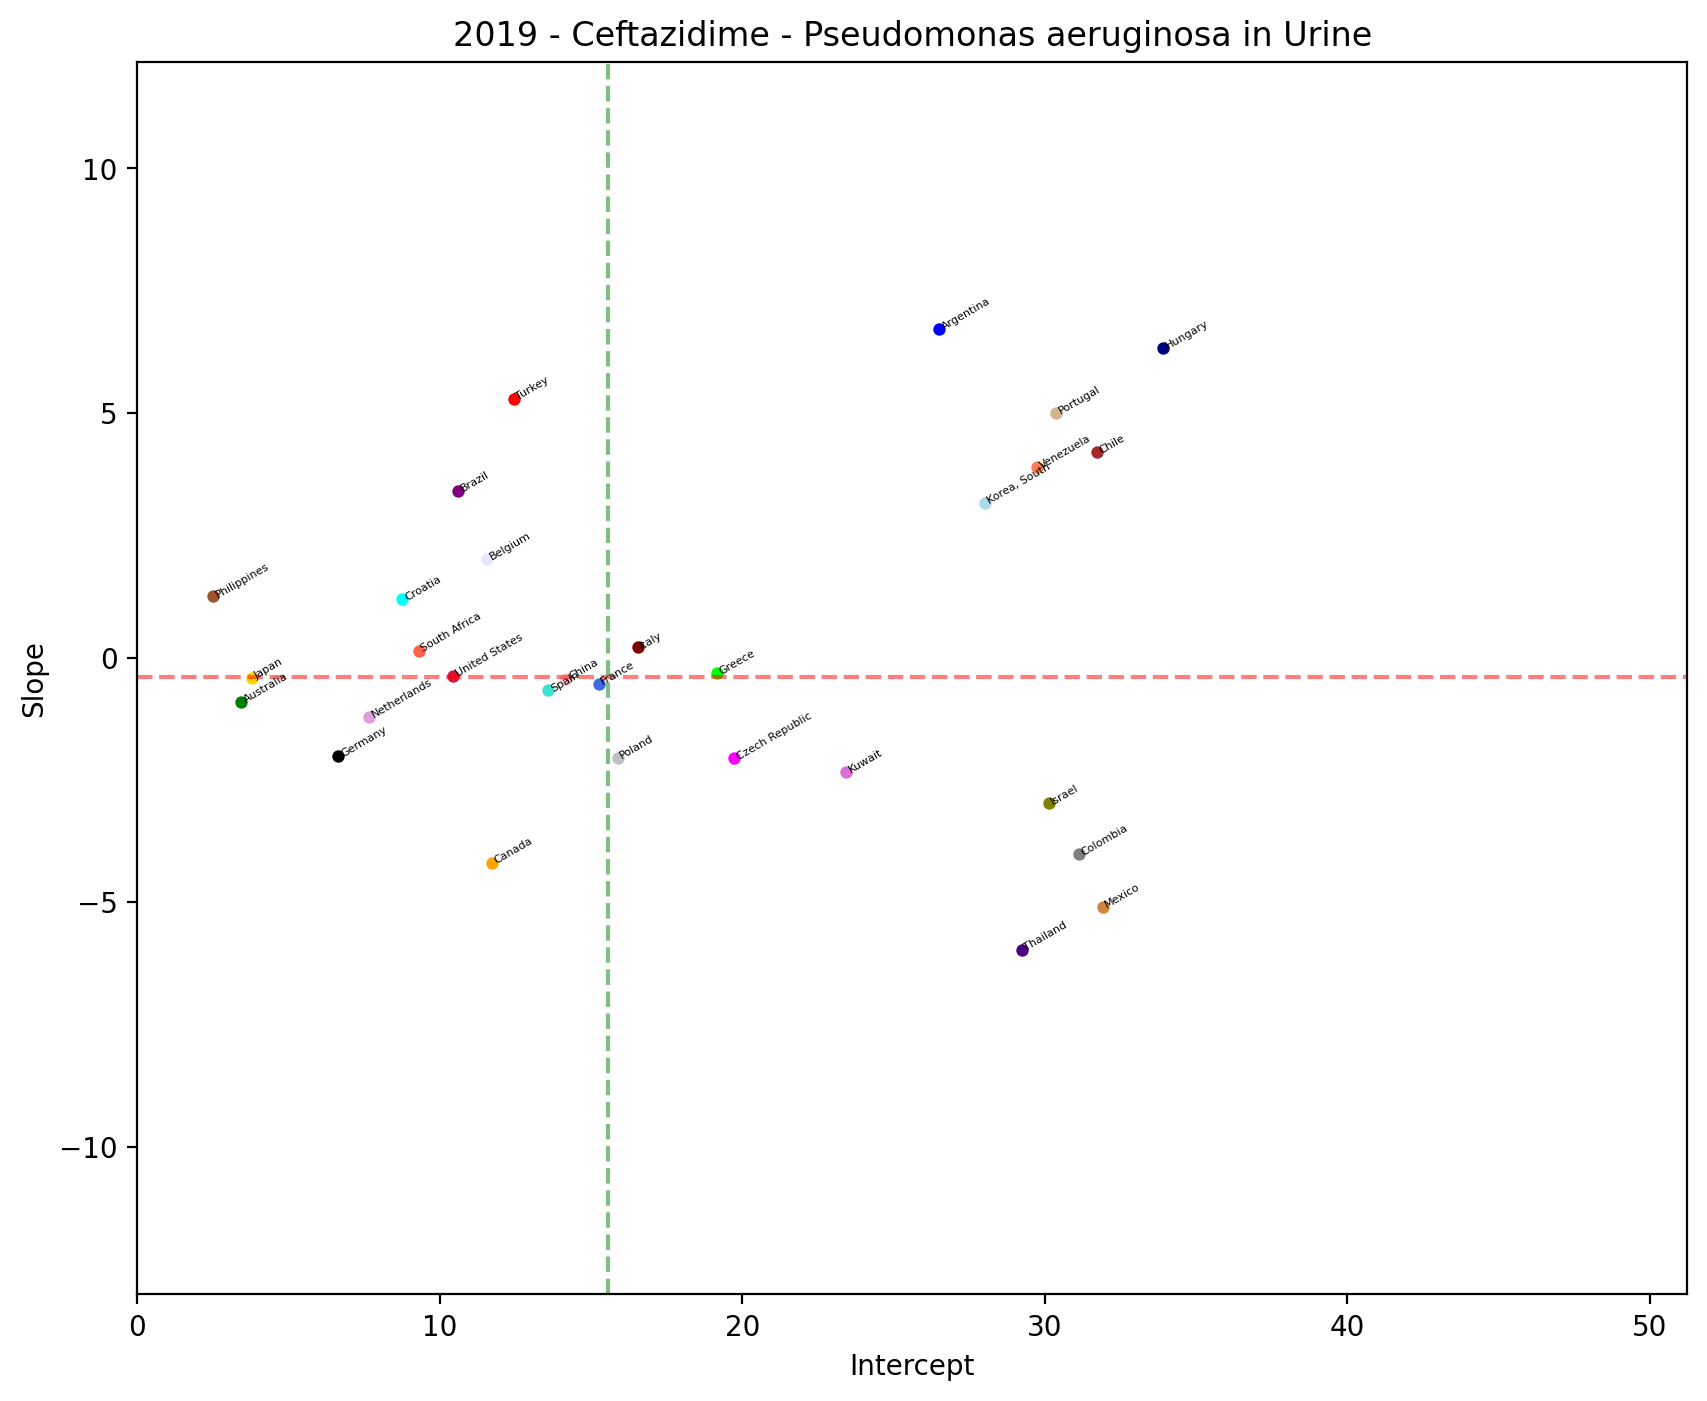 2019 - Ceftazidime - Pseudomonas aeruginosa in Urine
10
Argentina
Hungary
Turkey
Portugal
5
Chile
Venezuela
Korea, South
Brazil
Belgium
Philippines
Croatia
South Africa
United States
Italy
0
Japan
China
Greece
France
Spain
Australia
Netherlands
Germany
Poland
Czech Republic
Kuwait
Israel
Canada
Colombia
Mexico
−5
Thailand
−10
Slope
0 10 20 30 40 50
Intercept